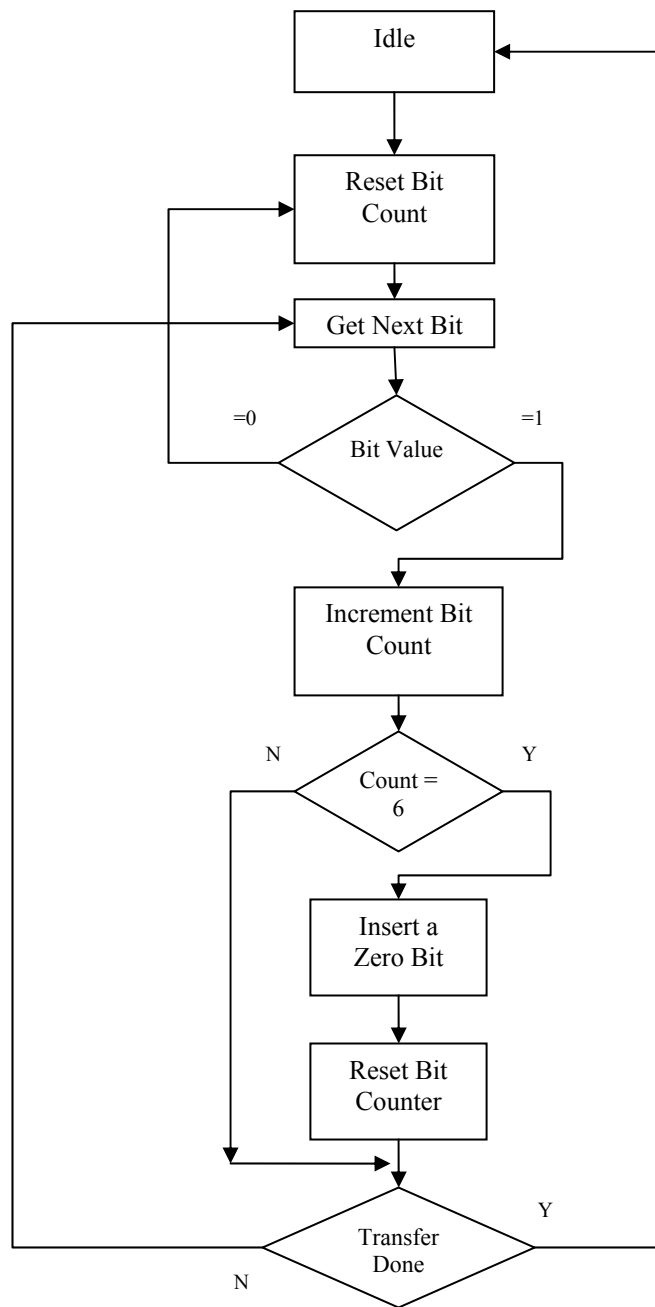 Idle
Reset Bit
Count
Get Next Bit
=0
=1
Bit Value
Increment Bit
Count
N
Y
Count =
6
Insert a
Zero Bit
Reset Bit
Counter
Y
Transfer
Done
N